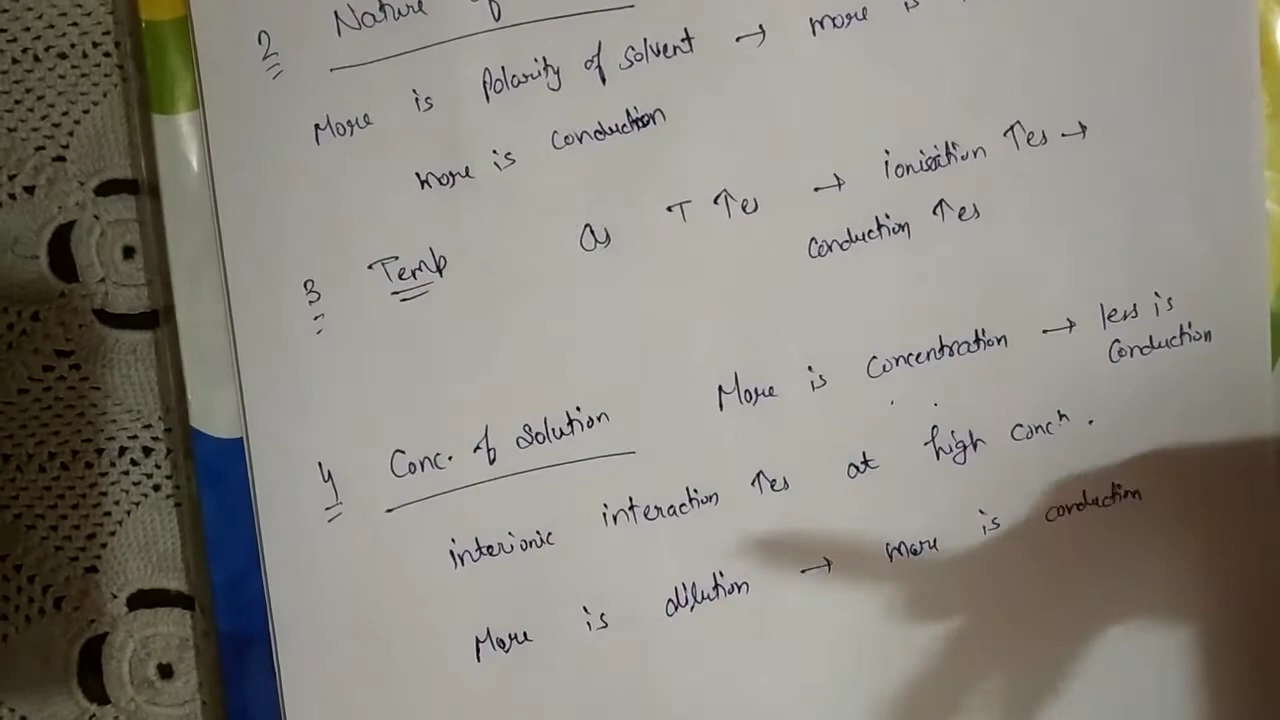 2 Nature of
More is Polarity of solvent → more is
more is conduction
3 Temp as T ↑es → ionisation ↑es →
conduction ↑es
4 Conc. of Solution More is concentration → less is
conduction
interionic interaction ↑es at high concn.
More is dilution → more is conduction